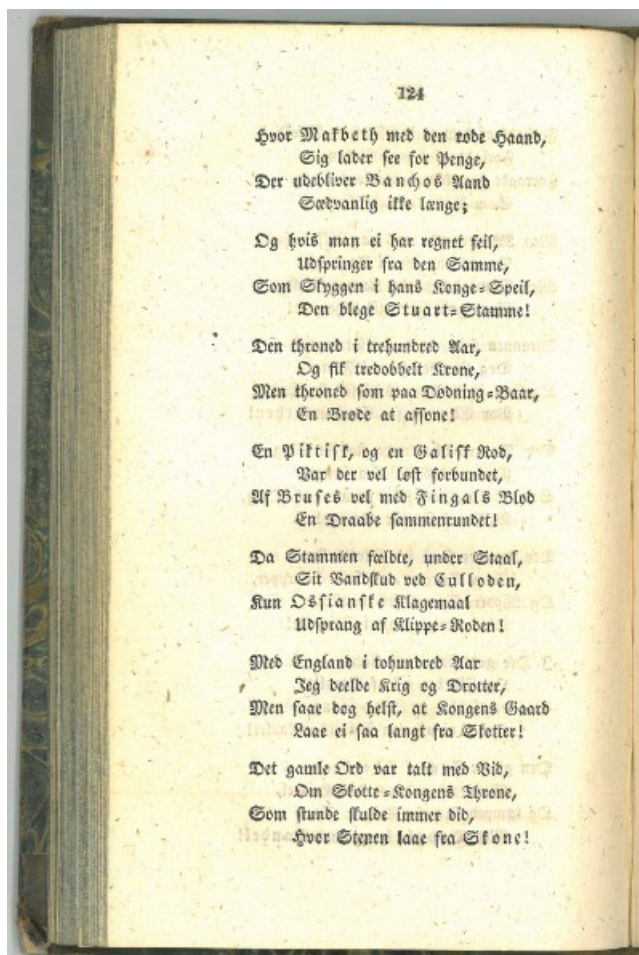 124
Hvor Makbeth med den røde Haand,
Sig lader see for Penge,
Der udebliver Banchos Aand
Sædvanlig ikke længe;
Og hvis man ei har regnet feil,
Udspringer fra den Samme,
Som Skyggen i hans Konge=Speil,
Den blege Stuart=Stamme!
Den throned i trehundred Aar,
Og fik tredobbelt Krone,
Men throned som paa Dødning=Baar,
En Brøde at afsone!
En Piktisk, og en Galisk Rod,
Var der vel løst forbundet,
Af Bruses vel med Fingals Blod
En Draabe sammenrundet!
Da Stammen fældte, under Staal,
Sit Vandskud ved Culloden,
Kun Ossianske Klagemaal
Udsprang af Klippe=Roden!
Med England i tohundred Aar
Jeg deelde Krig og Drotter,
Men saae dog helst, at Kongens Gaard
Laae ei saa langt fra Skotter!
Det gamle Ord var talt med Vid,
Om Skotte=Kongens Throne,
Som stunde skulde immer did,
Hvor Stenen laae fra Skone!